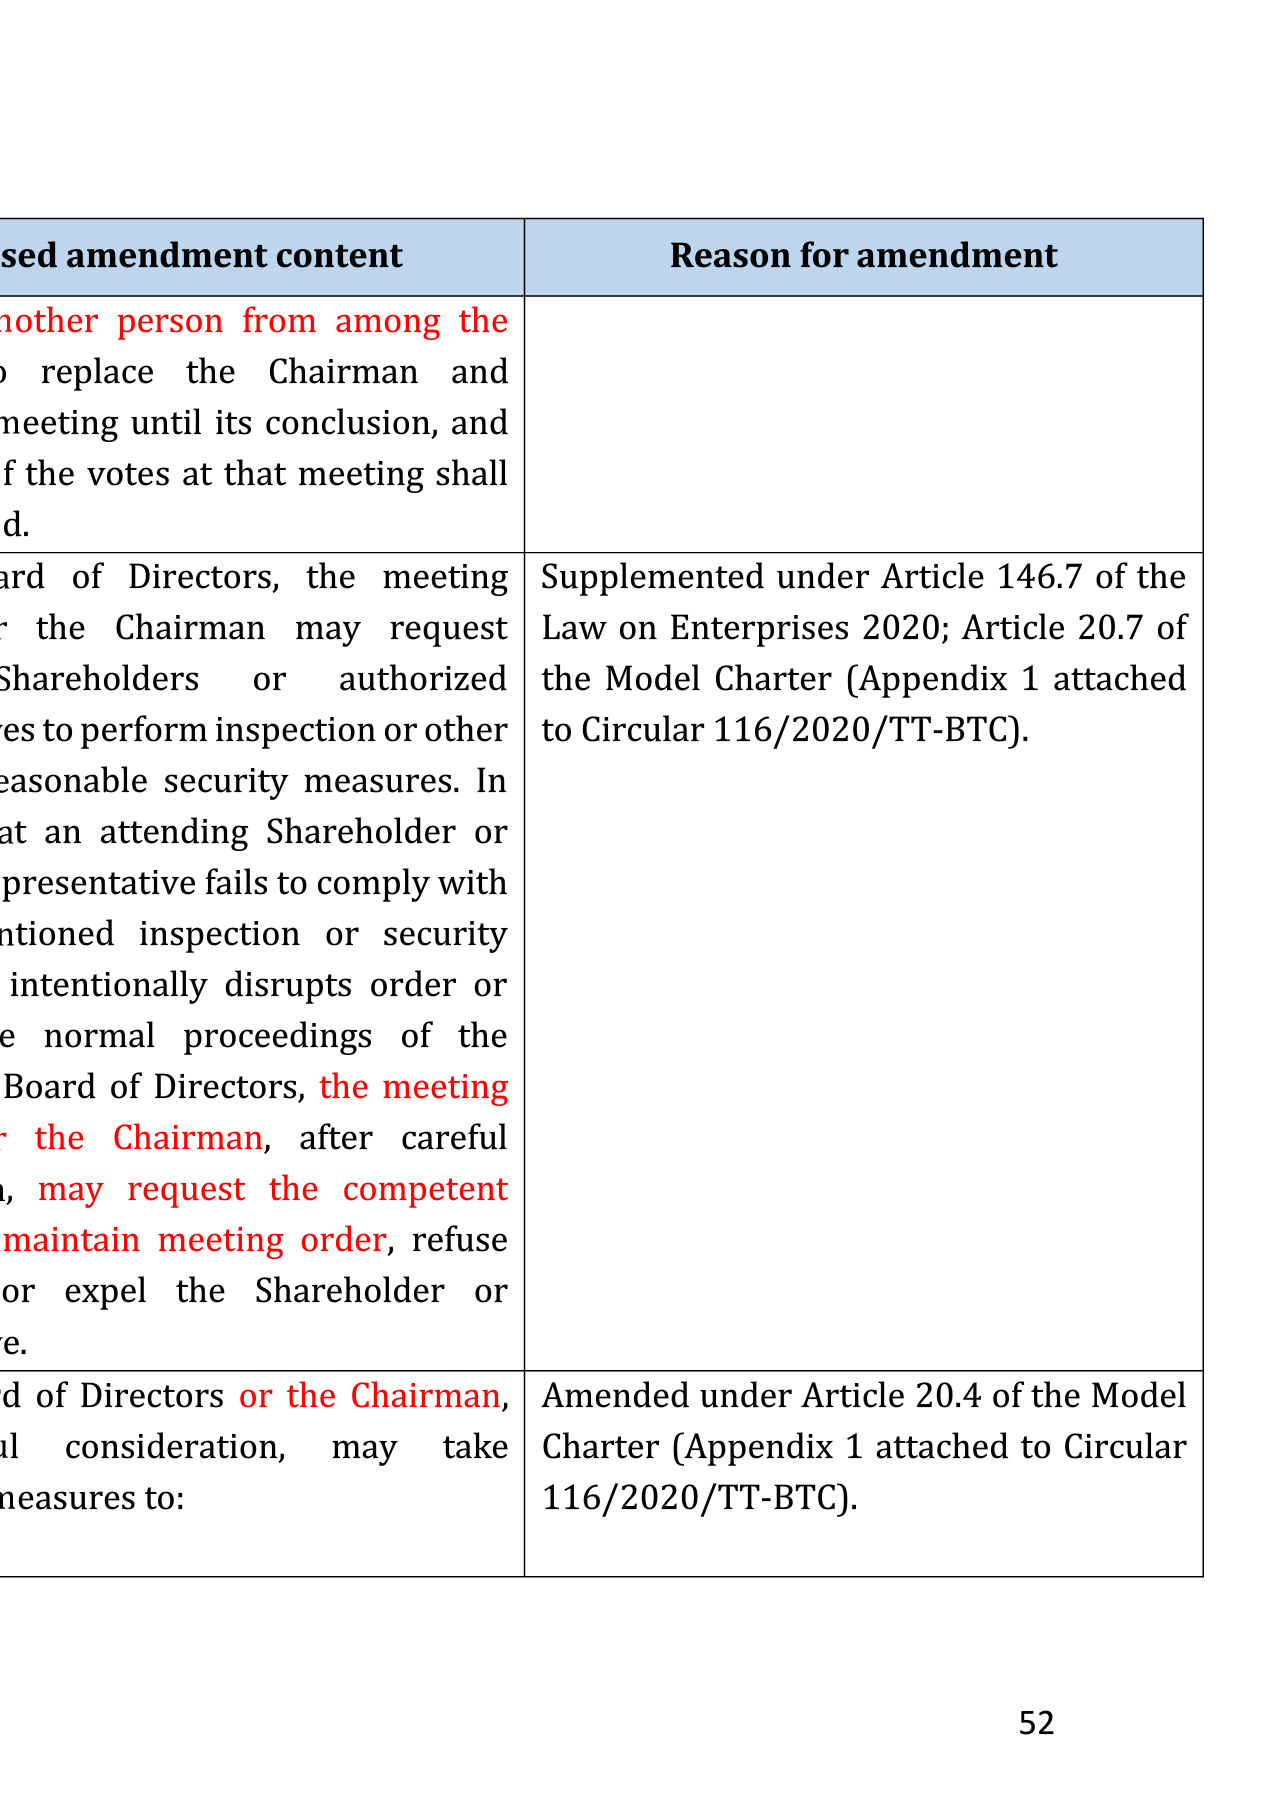 sed amendment content
Reason for amendment
nother person from among the
replace the Chairman and
meeting until its conclusion, and
f the votes at that meeting shall
d.
ard of Directors, the meeting
r the Chairman may request
Shareholders or authorized
ves to perform inspection or other
easonable security measures. In
at an attending Shareholder or
presentative fails to comply with
ntioned inspection or security
intentionally disrupts order or
e normal proceedings of the
Board of Directors, the meeting
r the Chairman, after careful
n, may request the competent
maintain meeting order, refuse
or expel the Shareholder or
ve.
Supplemented under Article 146.7 of the
Law on Enterprises 2020; Article 20.7 of
the Model Charter (Appendix 1 attached
to Circular 116/2020/TT-BTC).
rd of Directors or the Chairman,
ul consideration, may take
measures to:
Amended under Article 20.4 of the Model
Charter (Appendix 1 attached to Circular
116/2020/TT-BTC).
52